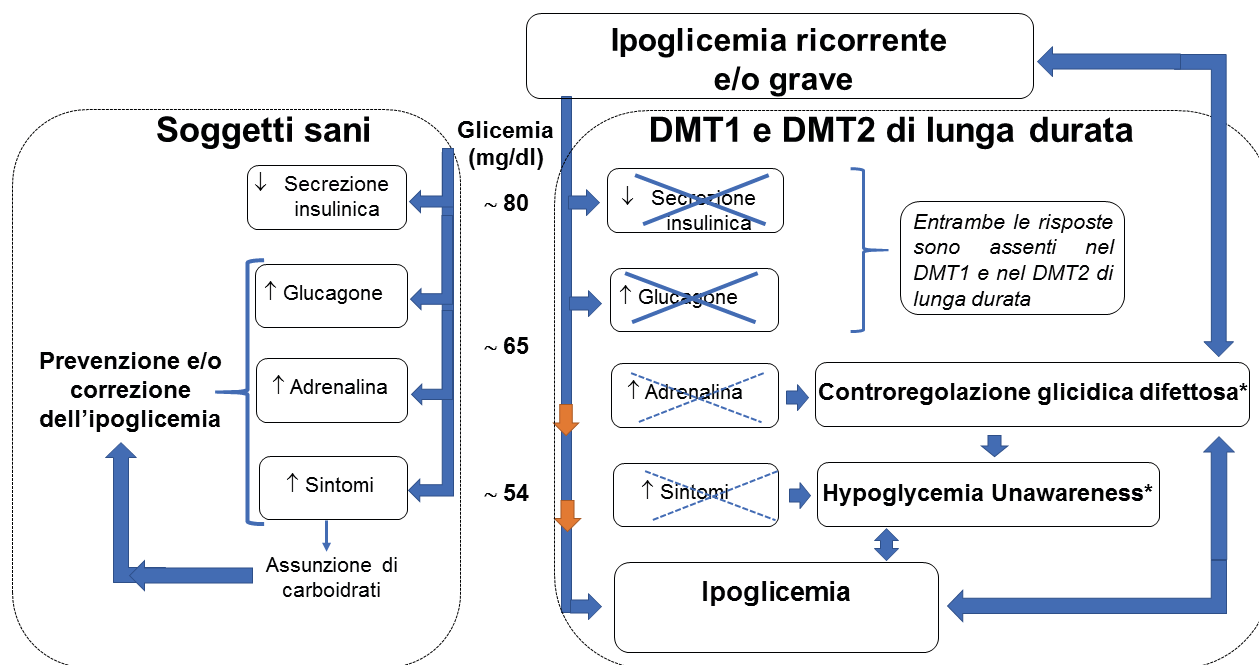 Ipoglicemia ricorrente
e/o grave
Soggetti sani
Glicemia
(mg/dl)
DMT1 e DMT2 di lunga durata
↓ Secrezione
insulinica
~ 80
↓ Secrezione
insulinica
Entrambe le risposte
sono assenti nel
DMT1 e nel DMT2 di
lunga durata
↑ Glucagone
↑ Glucagone
~ 65
Prevenzione e/o
correzione
dell’ipoglicemia
↑ Adrenalina
↑ Adrenalina
Controregolazione glicidica difettosa*
↑ Sintomi
~ 54
↑ Sintomi
Hypoglycemia Unawareness*
Assunzione di
carboidrati
Ipoglicemia